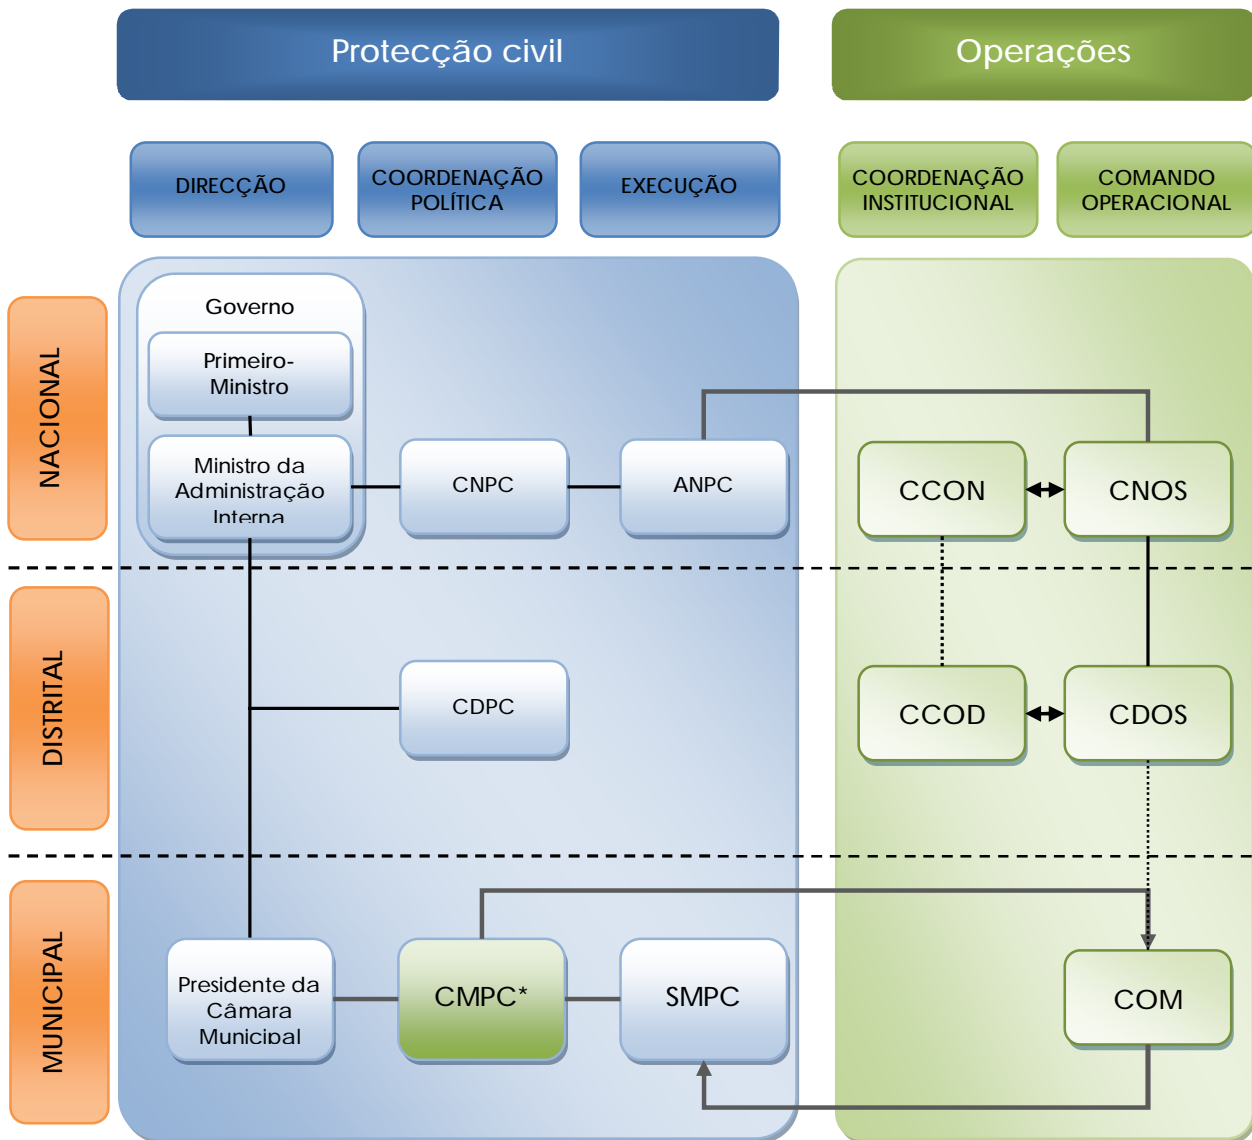 Protecção civil
Operações
DIRECÇÃO
COORDENAÇÃO
POLÍTICA
EXECUÇÃO
COORDENAÇÃO
INSTITUCIONAL
COMANDO
OPERACIONAL
NACIONAL
Governo
Primeiro-
Ministro
Ministro da
Administração
Interna
CNPC
ANPC
CCON
CNOS
DISTRITAL
CDPC
CCOD
CDOS
MUNICIPAL
Presidente da
Câmara
Municipal
CMPC*
SMPC
COM